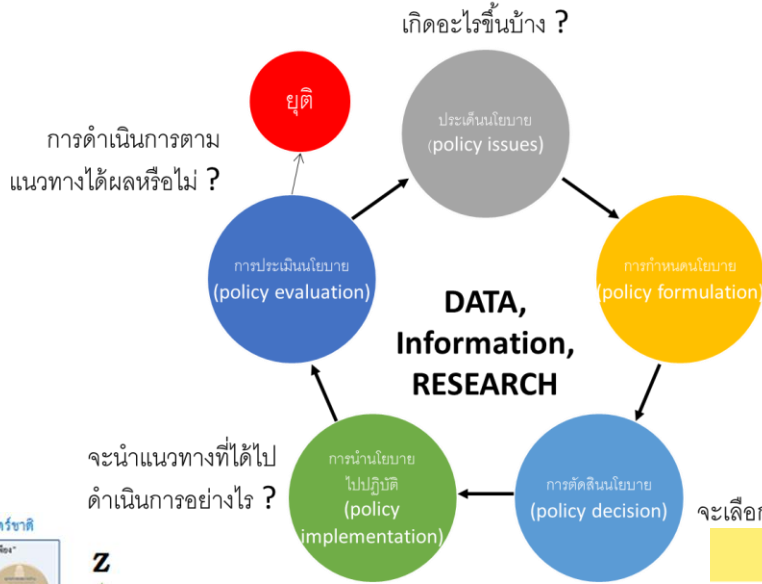 เกิดอะไรขึ้นบ้าง ?
ยุติ
ประเด็นนโยบาย
(policy issues)
การดำเนินการตาม
แนวทางได้ผลหรือไม่ ?
การประเมินนโยบาย
(policy evaluation)
การกำหนดนโยบาย
(policy formulation)
DATA,
Information,
RESEARCH
จะนำแนวทางที่ได้ไป
ดำเนินการอย่างไร ?
การนำนโยบาย
ไปปฏิบัติ
(policy
implementation)
การตัดสินนโยบาย
(policy decision)
จะเลือก
z